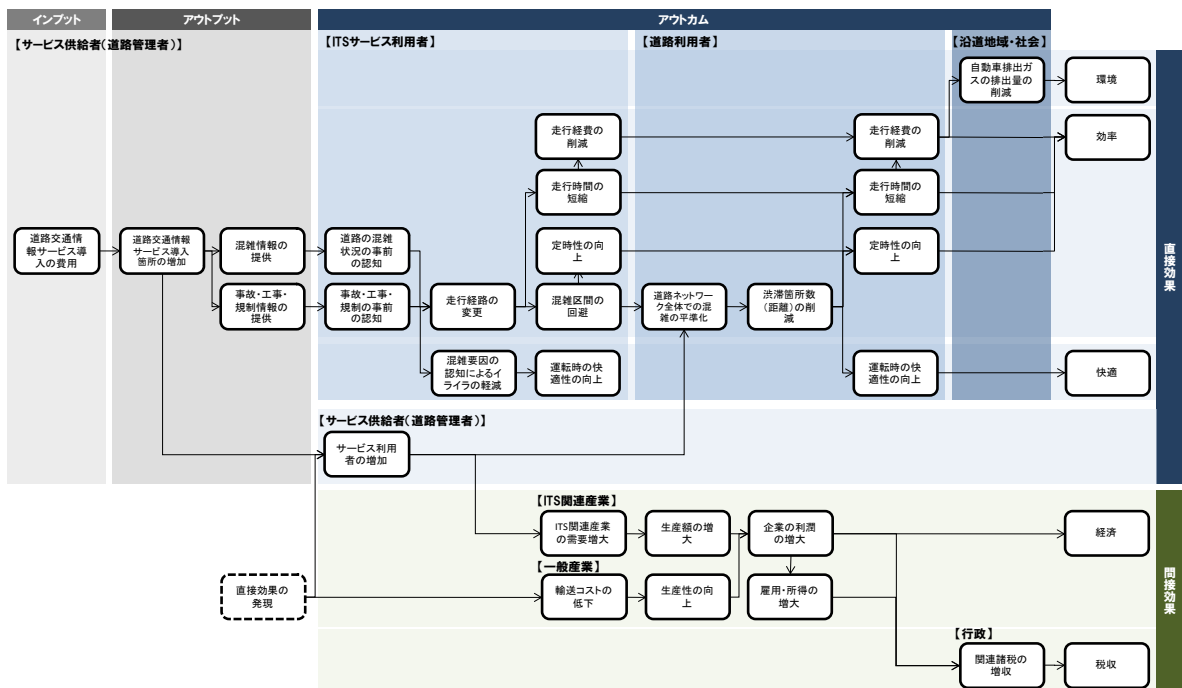 インプット
アウトプット
アウトカム
【サービス供給者（道路管理者）】
【ITSサービス利用者】
【道路利用者】
【沿道地域・社会】
自動車排出ガ
スの排出量の
削減
環境
走行経費の
削減
走行経費の
削減
効率
走行時間の
短縮
走行時間の
短縮
道路交通情
報サービス導
入の費用
道路交通情報
サービス導入
箇所の増加
混雑情報の
提供
道路の混雑
状況の事前
の認知
定時性の向
上
定時性の向
上
事故・工事・
規制情報の
提供
事故・工事・
規制の事前
の認知
走行経路の
変更
混雑区間の
回避
道路ネットワー
ク全体での混
雑の平準化
渋滞箇所数
（距離）の削
減
混雑要因の
認知によるイ
ライラの軽減
運転時の快
適性の向上
運転時の快
適性の向上
快適
直接効果
【サービス供給者（道路管理者）】
サービス利用
者の増加
【ITS関連産業】
ITS関連産業
の需要増大
生産額の増
大
企業の利潤
の増大
経済
【一般産業】
直接効果の
発現
輸送コストの
低下
生産性の向
上
雇用・所得の
増大
【行政】
関連諸税の
増収
税収
間接効果